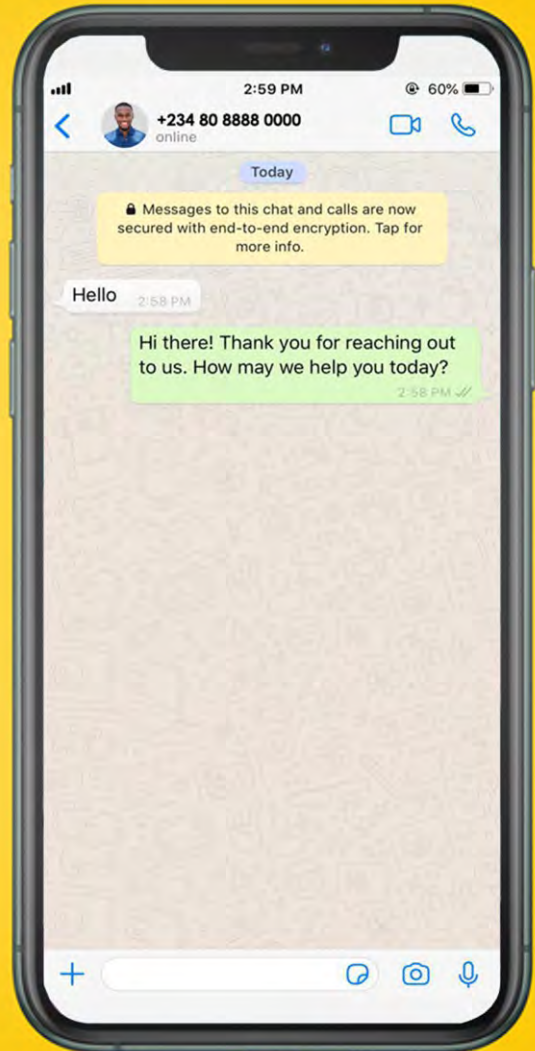 2:59 PM
60%
+234 80 8888 0000
online
Today
Messages to this chat and calls are now
secured with end-to-end encryption. Tap for
more info.
Hello
2:58 PM
Hi there! Thank you for reaching out
to us. How may we help you today?
2:58 PM